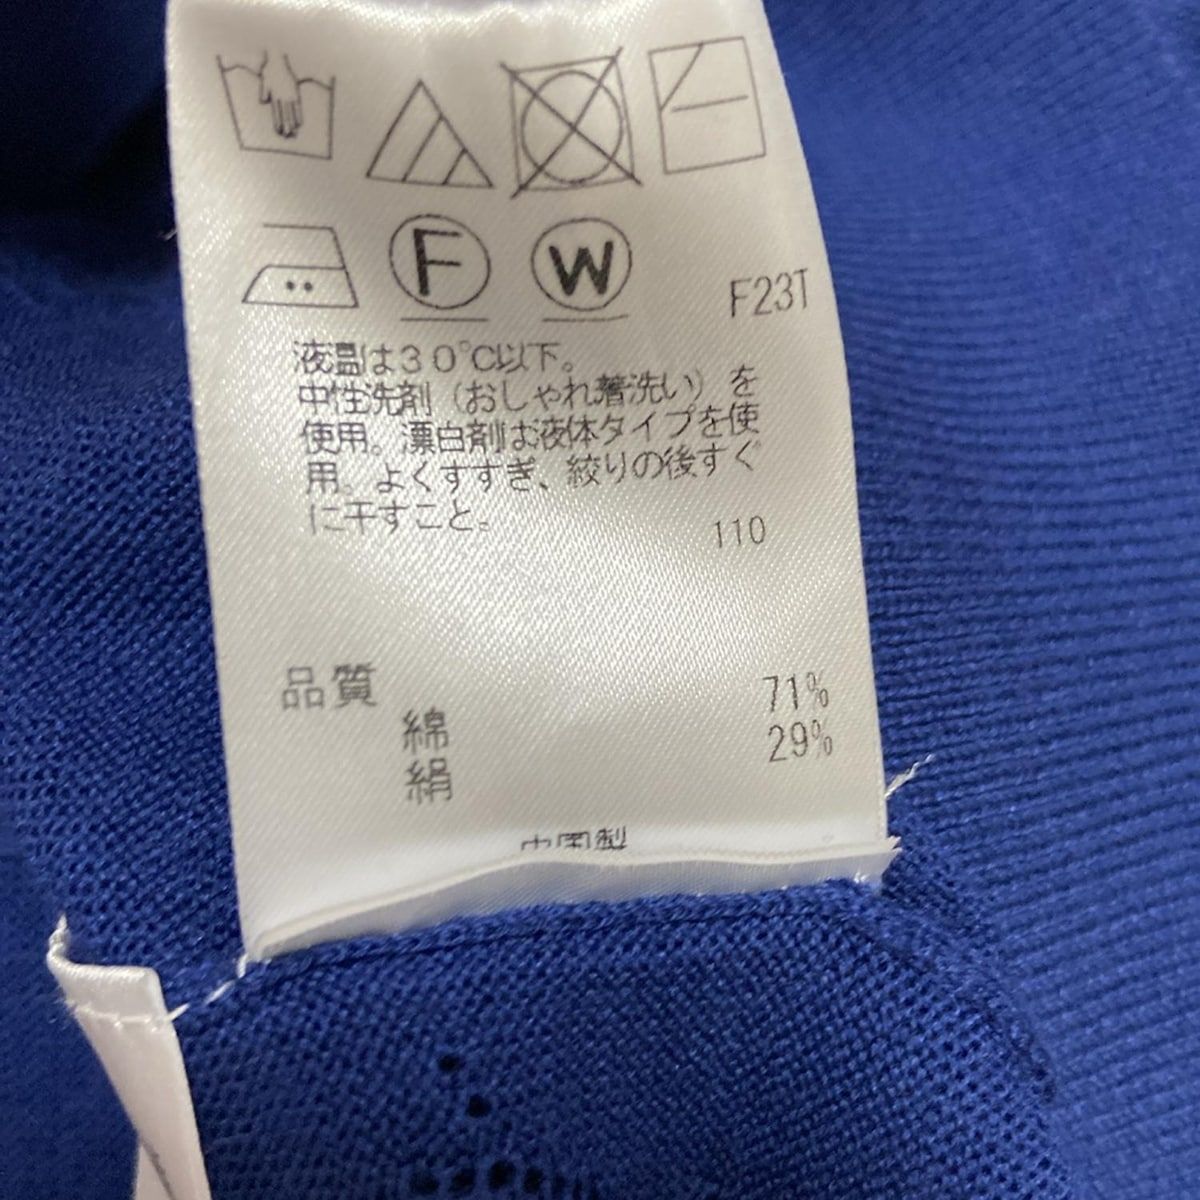 F
W
F23T
液温は30℃以下。
中性洗剤（おしゃれ着洗い）を
使用。漂白剤は液体タイプを使
用。よくすすぎ、絞りの後すぐ
に干すこと。
110
品質
綿 71%
絹 29%
中国製